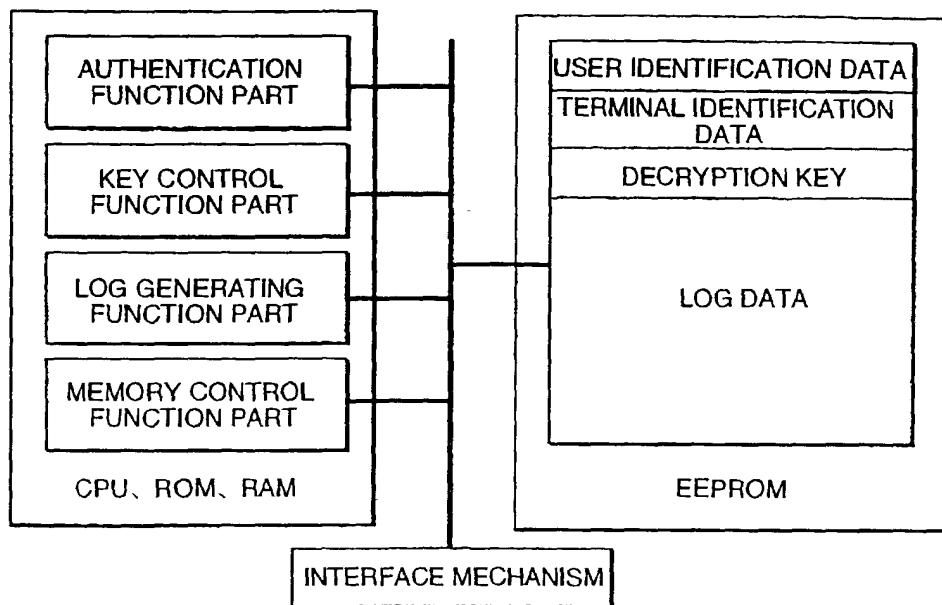 AUTHENTICATION
FUNCTION PART
KEY CONTROL
FUNCTION PART
LOG GENERATING
FUNCTION PART
MEMORY CONTROL
FUNCTION PART
CPU、ROM、RAM
USER IDENTIFICATION DATA
TERMINAL IDENTIFICATION
DATA
DECRYPTION KEY
LOG DATA
EEPROM
INTERFACE MECHANISM